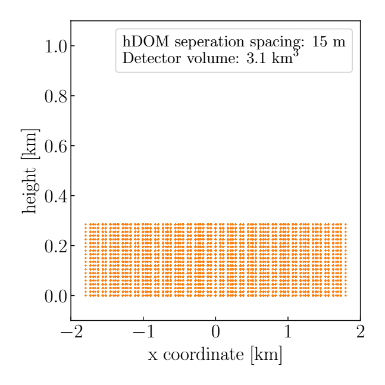 hDOM seperation spacing: 15 m
Detector volume: 3.1 km³
height [km]
1.0
0.8
0.6
0.4
0.2
0.0
−2 −1 0 1 2
x coordinate [km]